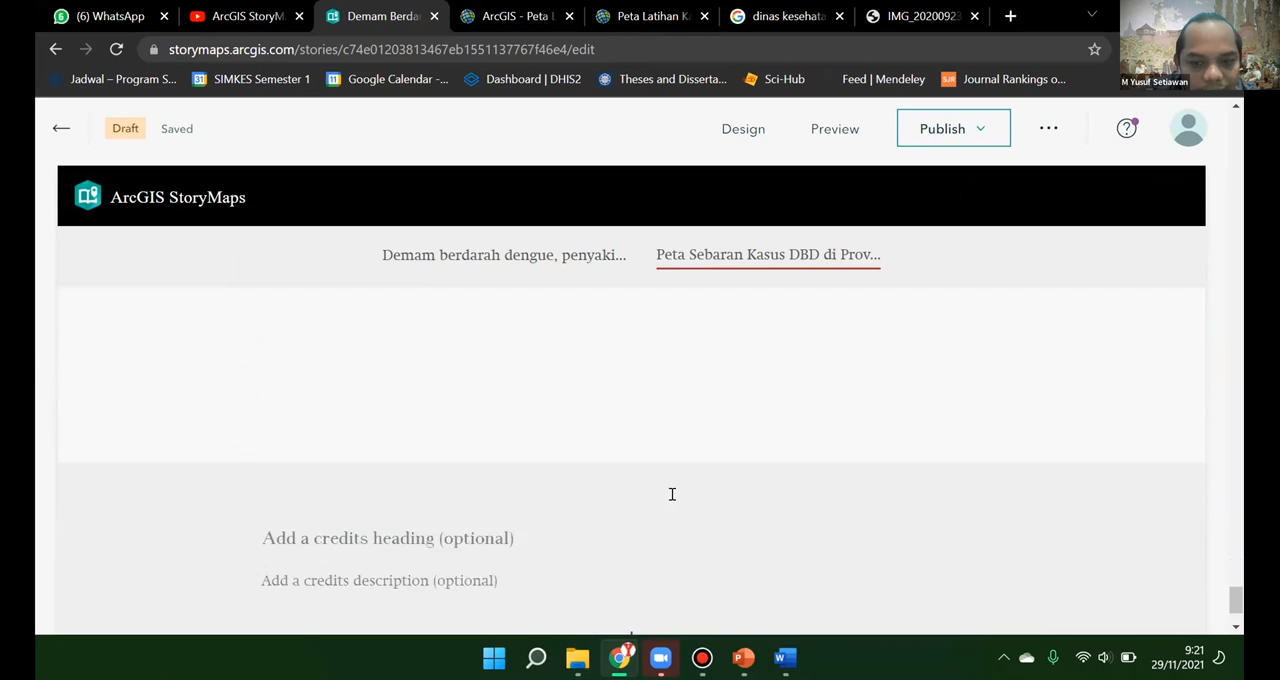 (6) WhatsApp
ArcGIS StoryM
Demam Berda
ArcGIS - Peta L
Peta Latihan K
dinas kesehata
IMG_20200923
storymaps.arcgis.com/stories/c74e01203813467eb1551137767f46e4/edit
Jadwal – Program S...
SIMKES Semester 1
Google Calendar -...
Dashboard | DHIS2
Theses and Disserta...
Sci-Hub
Feed | Mendeley
SJR
Journal Rankings o...
M Yusuf Setiawan
Draft
Saved
Design
Preview
Publish
ArcGIS StoryMaps
Demam berdarah dengue, penyaki...
Peta Sebaran Kasus DBD di Prov...
Add a credits heading (optional)
Add a credits description (optional)
9:21
29/11/2021